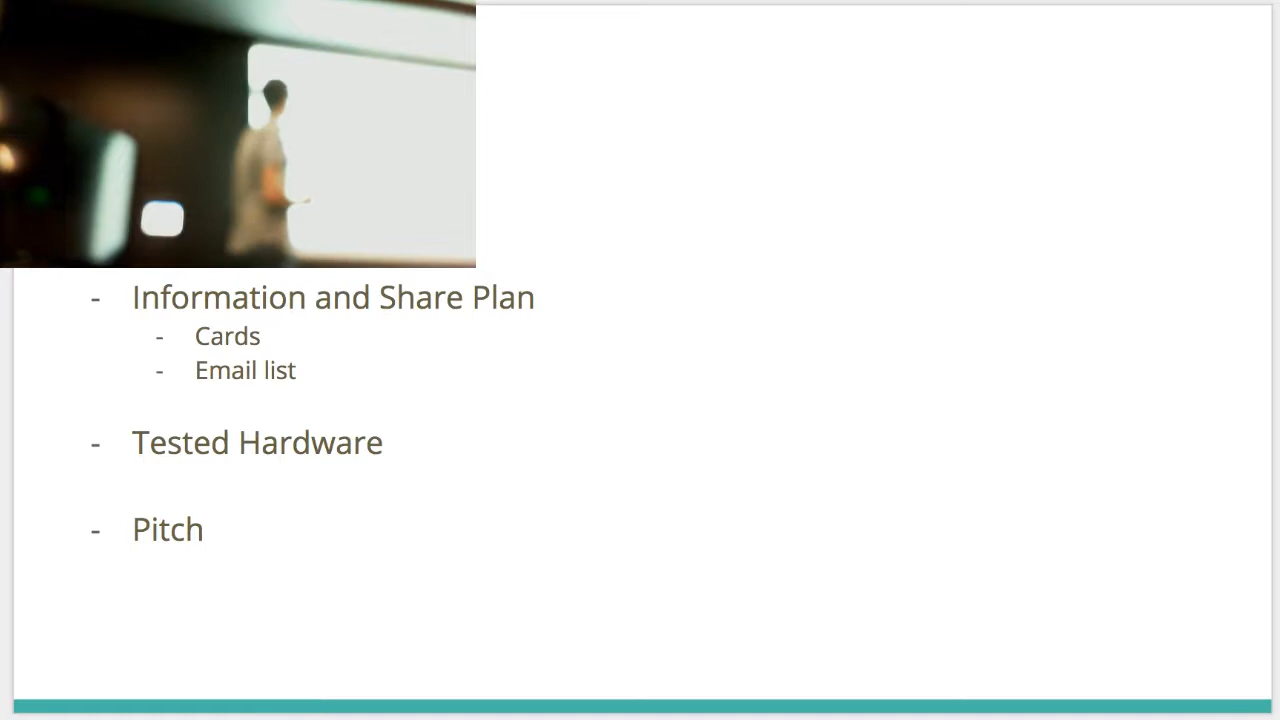 - Information and Share Plan
- Cards
- Email list
- Tested Hardware
- Pitch